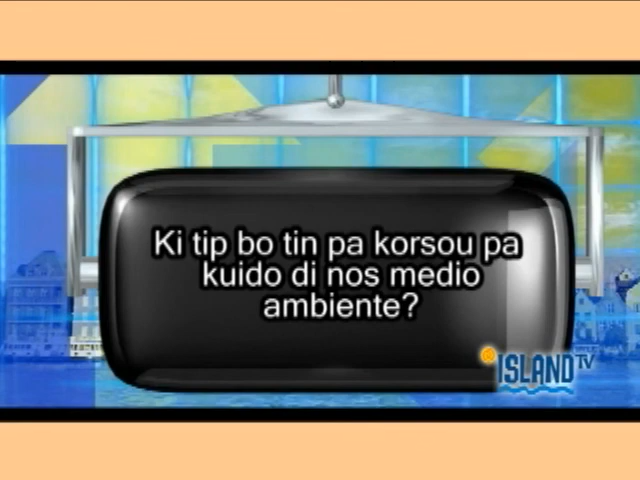 Ki tip bo tin pa korsou pa
kuido di nos medio
ambiente?
ISLAND TV